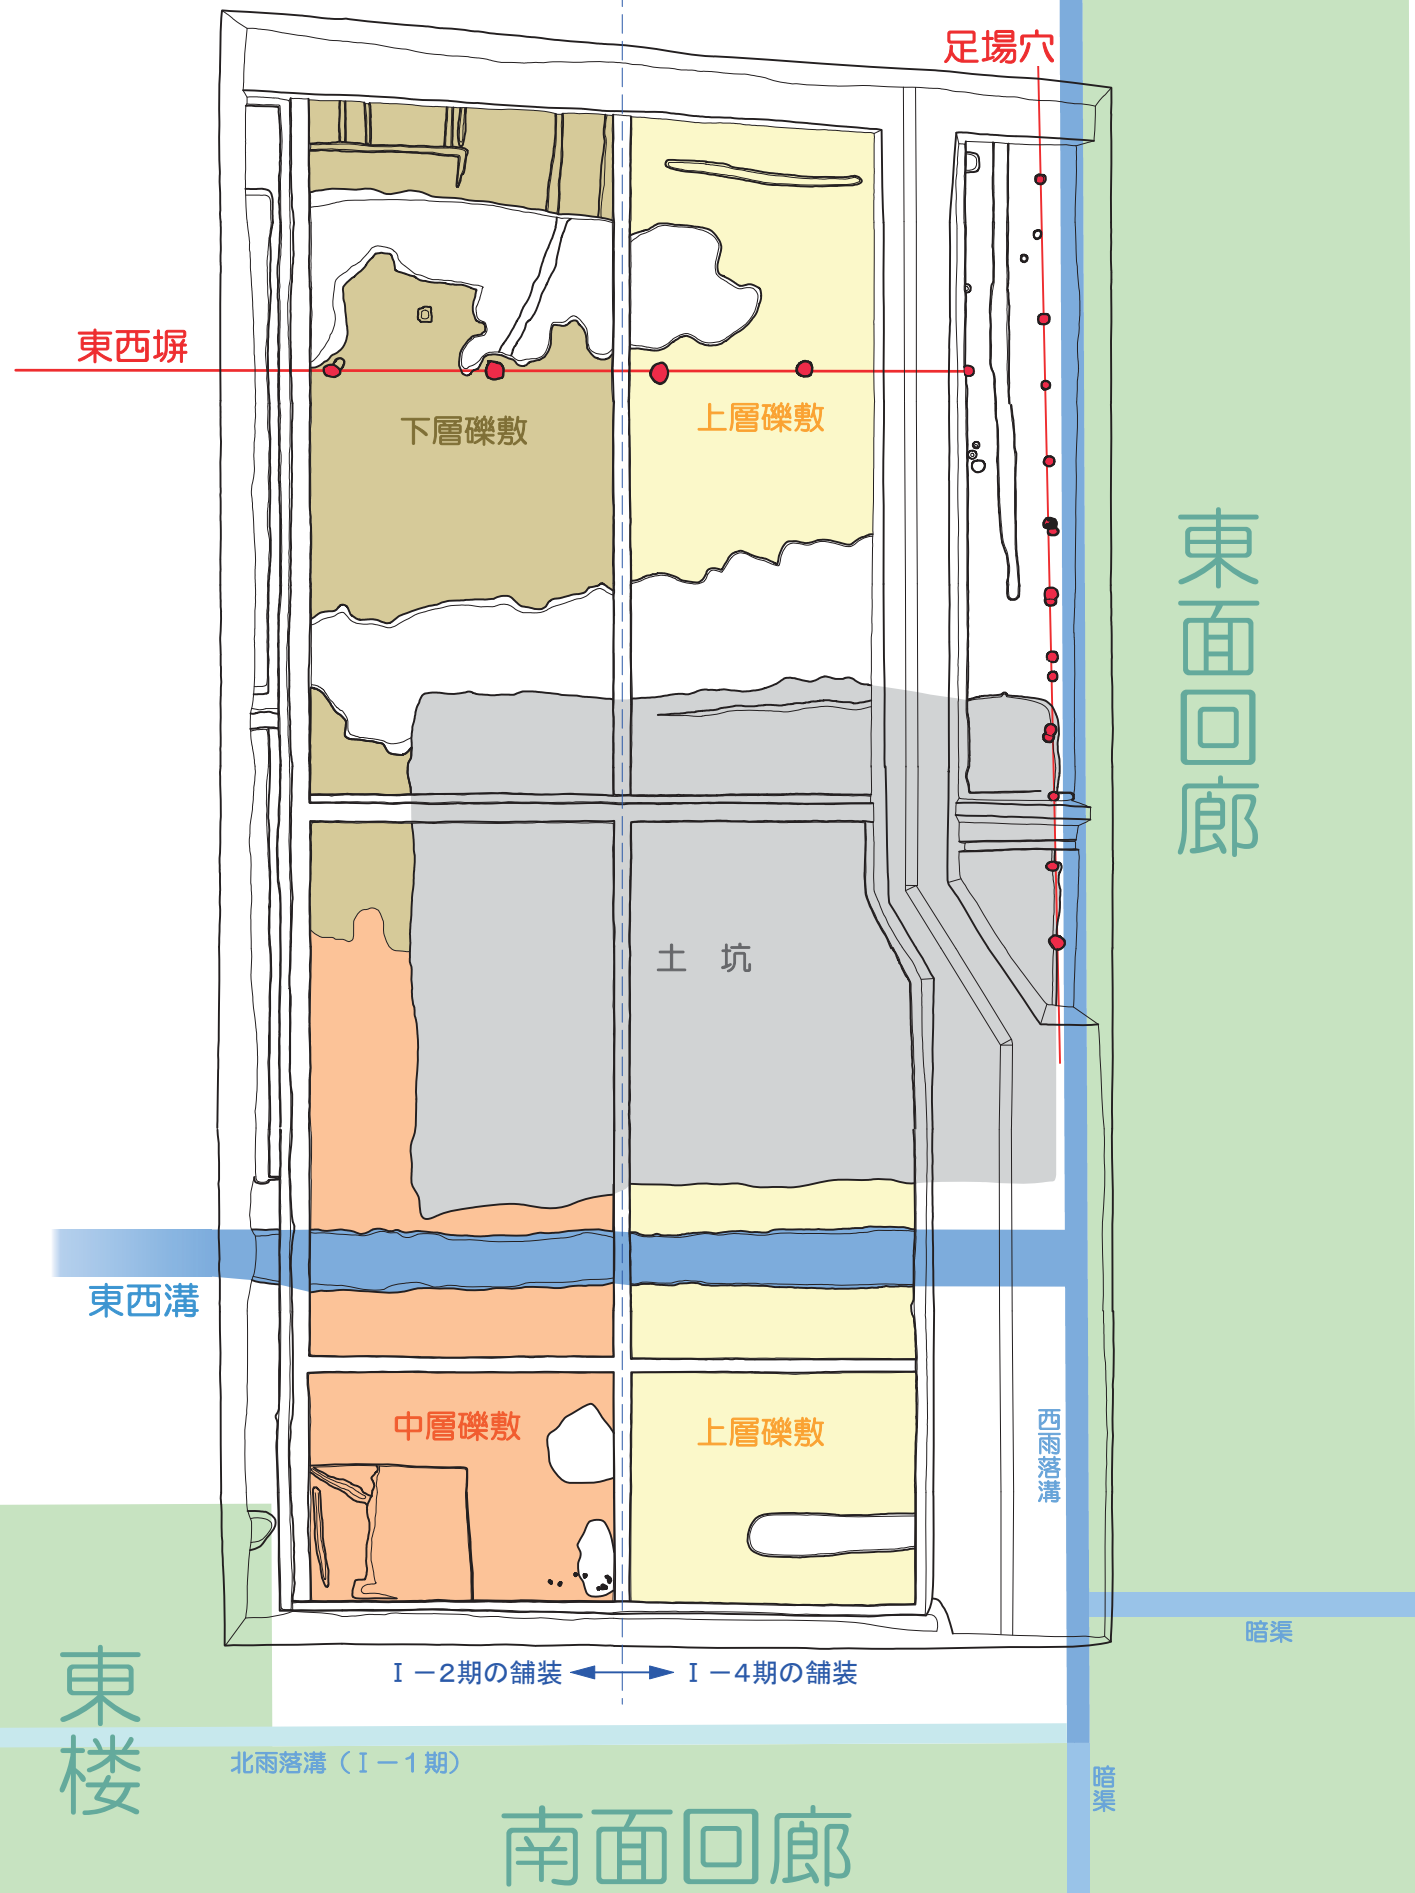 足場穴
東西塀
下層礫敷
上層礫敷
東面回廊
土 坑
東西溝
中層礫敷
上層礫敷
西雨落溝
暗渠
東楼
Ⅰ－2期の舗装
Ⅰ－4期の舗装
北雨落溝（Ⅰ－1期）
暗渠
南面回廊